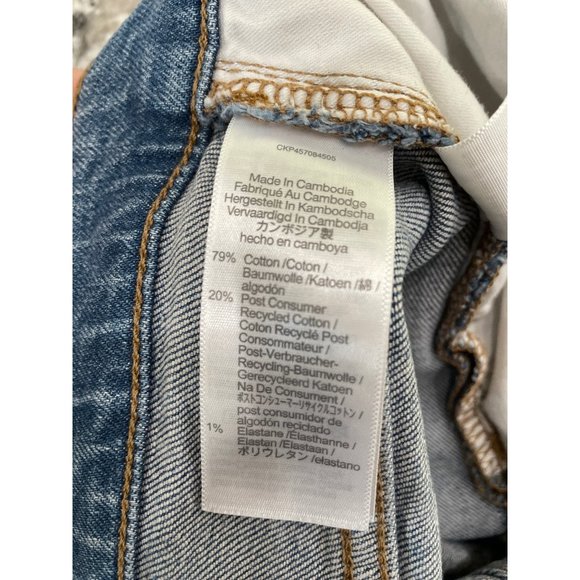 CKP457084505
Made In Cambodia
Fabriqué Au Cambodge
Hergestellt In Kambodscha
Vervaardigd In Cambodja
カンボジア製
hecho en camboya
79% Cotton /Coton /
Baumwolle /Katoen /綿 /
algodón
20% Post Consumer
Recycled Cotton /
Coton Recyclé Post
Consommateur /
Post-Verbraucher-
Recycling-Baumwolle /
Gerecycleerd Katoen
Na De Consument /
ポストコンシューマーリサイクルコットン /
post consumidor de
algodón reciclado
1% Elastane /Élasthanne /
Elastan /Elastaan /
ポリウレタン /elastano